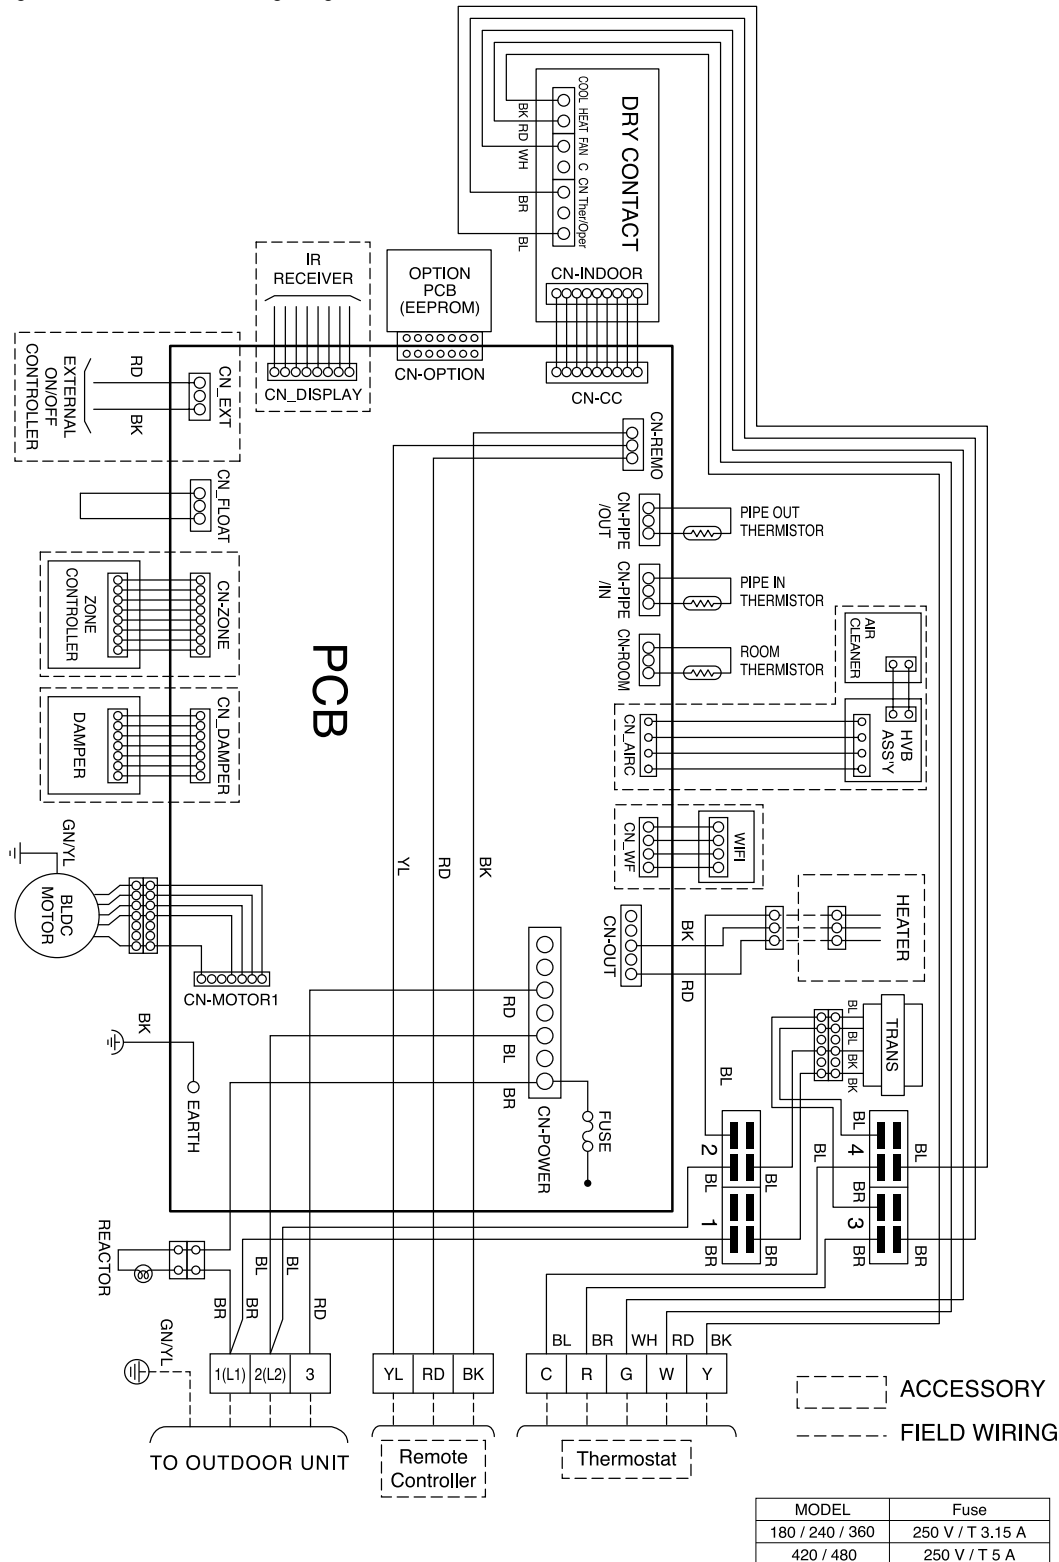 COOL HEAT FAN C CN Ther/Oper
DRY CONTACT
BK
RD
WH
BR
BL
CN-INDOOR
IR
RECEIVER
OPTION
PCB
(EEPROM)
EXTERNAL
ON/OFF
CONTROLLER
RD
BK
CN_EXT
CN_DISPLAY
CN-OPTION
CN-CC
CN-REMO
CN_FLOAT
CN-PIPE
/OUT
PIPE OUT
THERMISTOR
ZONE
CONTROLLER
CN-ZONE
CN-PIPE
/IN
PIPE IN
THERMISTOR
AIR
CLEANER
PCB
CN-ROOM
ROOM
THERMISTOR
DAMPER
CN_DAMPER
CN_AIRC
HVB
ASS'Y
GN/YL
YL
RD
BK
CN_WF
WIFI
BLDC
MOTOR
CN-OUT
BK
RD
HEATER
CN-MOTOR1
RD
BL
BR
BL
BL
BK
BK
TRANS
BK
EARTH
CN-POWER
FUSE
BL
2
BL
BL
BL
BL
4
BL
1
BR
BR
BR
3
BR
BR
REACTOR
BR
BR
BL
BL
RD
GN/YL
BL
BR
WH
RD
BK
1(L1)
2(L2)
3
YL
RD
BK
C
R
G
W
Y
TO OUTDOOR UNIT
Remote
Controller
Thermostat
ACCESSORY
FIELD WIRING
MODEL Fuse
180 / 240 / 360 250 V / T 3.15 A
420 / 480 250 V / T 5 A